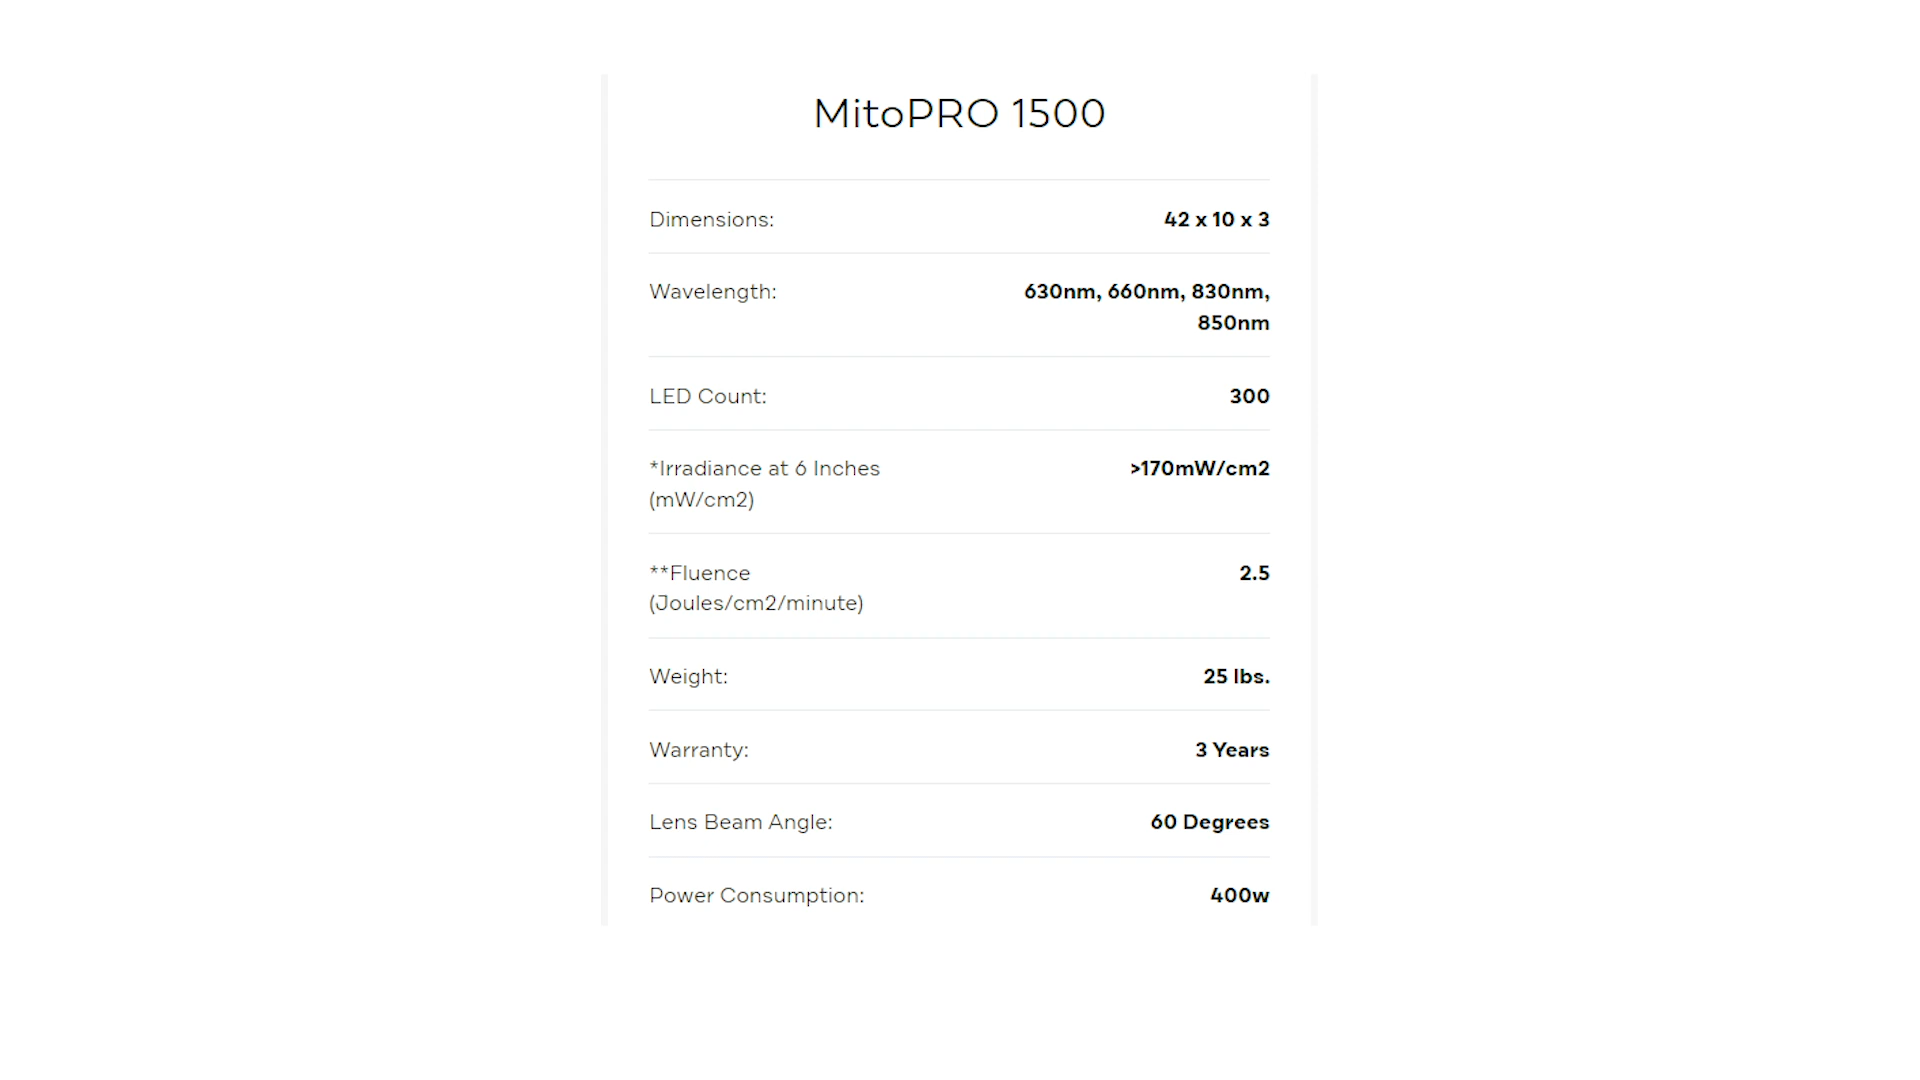 MitoPRO 1500
Dimensions: 42 x 10 x 3
Wavelength: 630nm, 660nm, 830nm,
850nm
LED Count: 300
*Irradiance at 6 Inches >170mW/cm2
(mW/cm2)
**Fluence 2.5
(Joules/cm2/minute)
Weight: 25 lbs.
Warranty: 3 Years
Lens Beam Angle: 60 Degrees
Power Consumption: 400w